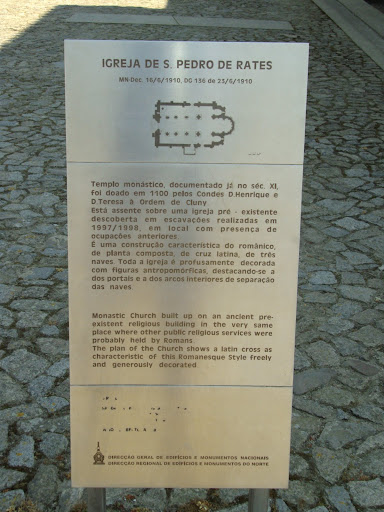 IGREJA DE S. PEDRO DE RATES
MN-Dec. 16/6/1910, DG 136 de 23/6/1910
Templo monástico, documentado já no séc. XI,
foi doado em 1100 pelos Condes D.Henrique e
D.Teresa à Ordem de Cluny.
Está assente sobre uma igreja pré - existente
descoberta em escavações realizadas em
1997/1998, em local com presença de
ocupações anteriores.
É uma construção característica do românico,
de planta composta, de cruz latina, de três
naves. Toda a igreja é profusamente decorada
com figuras antropomórficas, destacando-se a
dos portais e a dos arcos interiores de separação
das naves.
Monastic Church built up on an ancient pre-
existent religious building in the very same
place where other public religious services were
probably held by Romans.
The plan of the Church shows a latin cross as
characteristic of this Romanesque Style freely
and generously decorated.
DIRECÇÃO GERAL DE EDIFÍCIOS E MONUMENTOS NACIONAIS
DIRECÇÃO REGIONAL DE EDIFÍCIOS E MONUMENTOS DO NORTE